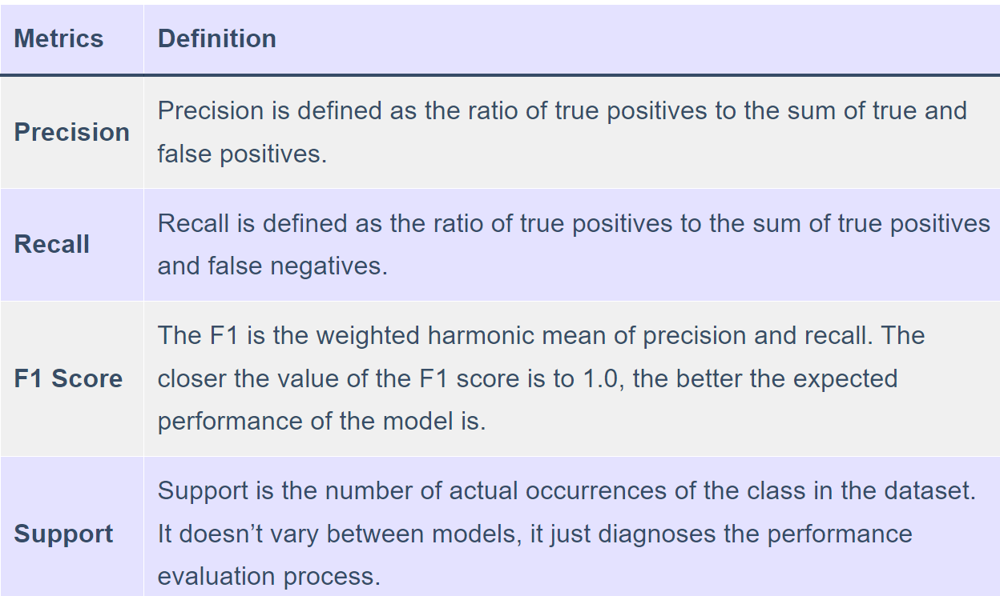 Metrics Definition
Precision is defined as the ratio of true positives to the sum of true and
Precision
false positives.
Recall is defined as the ratio of true positives to the sum of true positives
Recall
and false negatives.
The F1 is the weighted harmonic mean of precision and recall. The
F1 Score closer the value of the F1 score is to 1.0, the better the expected
performance of the model is.
Support is the number of actual occurrences of the class in the dataset.
Support It doesn’t vary between models, it just diagnoses the performance
evaluation process.